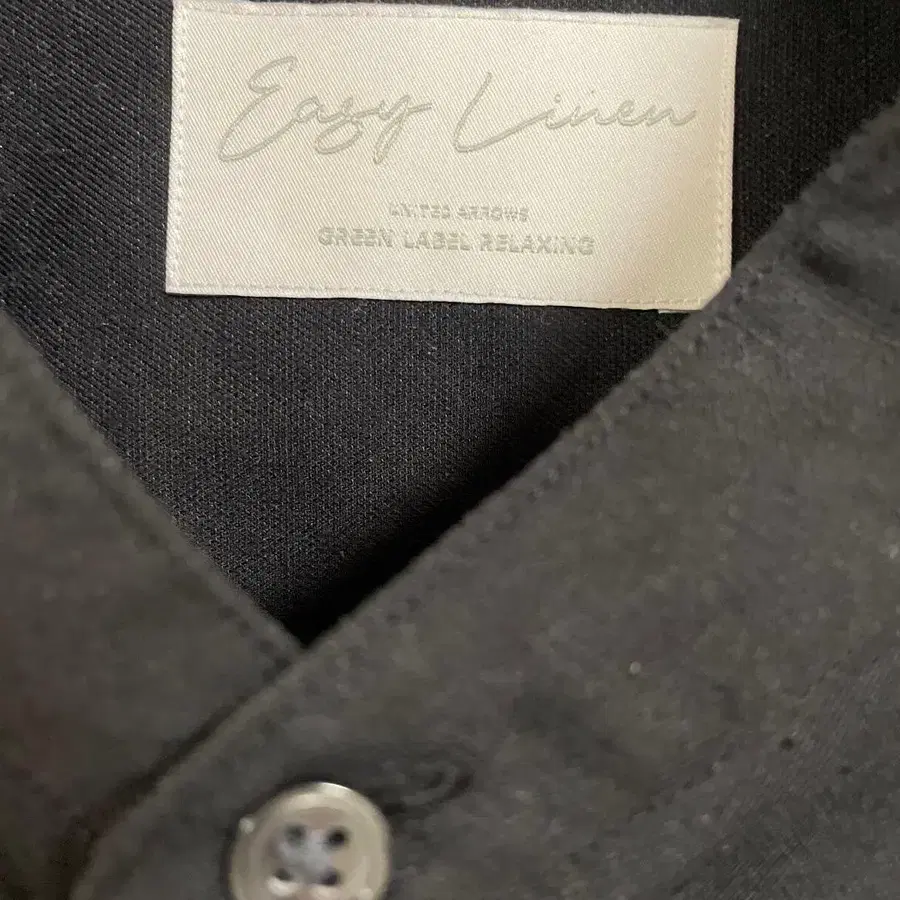 Easy Linen
UNITED ARROWS
GREEN LABEL RELAXING